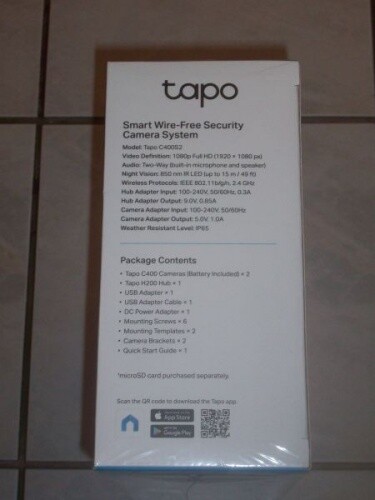 tapo
Smart Wire-Free Security
Camera System
Model: Tapo C400S2
Video Definition: 1080p Full HD (1920 × 1080 px)
Audio: Two-Way (built-in microphone and speaker)
Night Vision: 850 nm IR LED (up to 15 m / 49 ft)
Wireless Protocols: IEEE 802.11b/g/n, 2.4 GHz
Hub Adapter Input: 100-240V, 50/60Hz, 0.3A
Hub Adapter Output: 9.0V, 0.85A
Camera Adapter Input: 100-240V, 50/60Hz
Camera Adapter Output: 5.0V, 1.0A
Weather Resistant Level: IP65
Package Contents
• Tapo C400 Cameras (Battery Included) × 2
• Tapo H200 Hub × 1
• USB Adapter × 1
• USB Adapter Cable × 1
• DC Power Adapter × 1
• Mounting Screws × 6
• Mounting Templates × 2
• Camera Brackets × 2
• Quick Start Guide × 1
*microSD card purchased separately.
Scan the QR code to download the Tapo app
App Store
Google Play